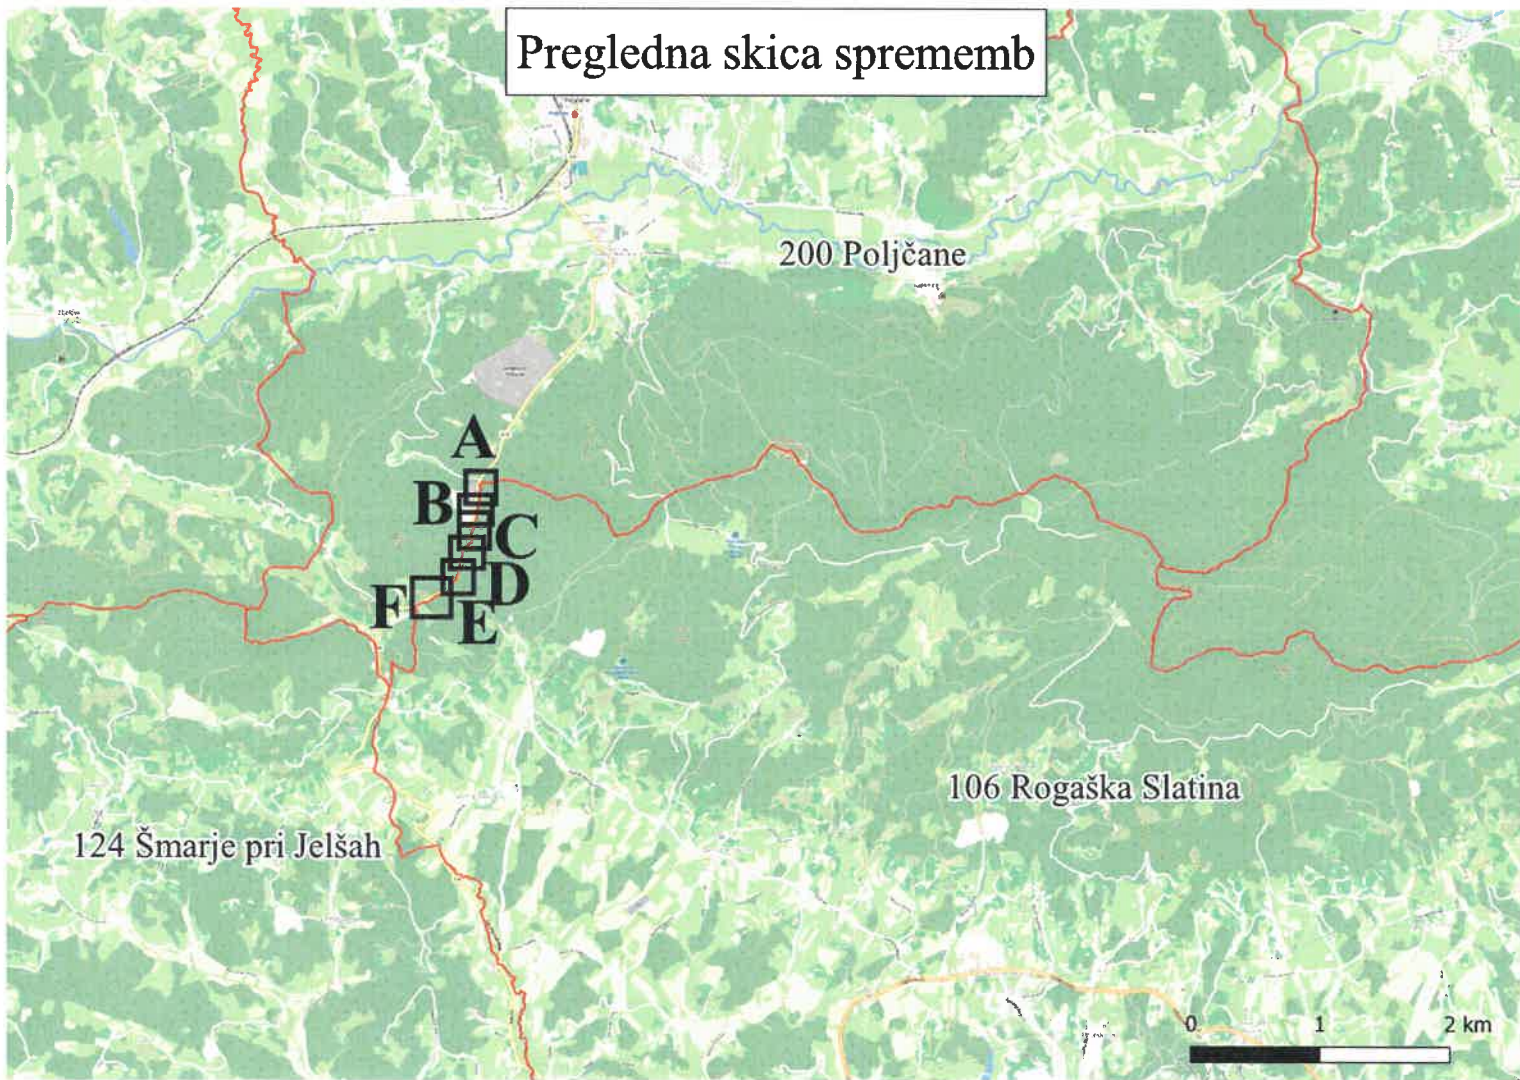 Pregledna skica sprememb
200 Poljčane
A
B
C
D
F
E
106 Rogaška Slatina
124 Šmarje pri Jelšah
0 1 2 km